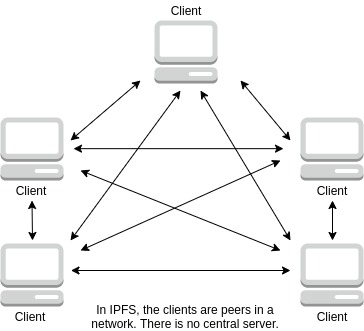 Client
Client
Client
Client
Client
In IPFS, the clients are peers in a
network. There is no central server.